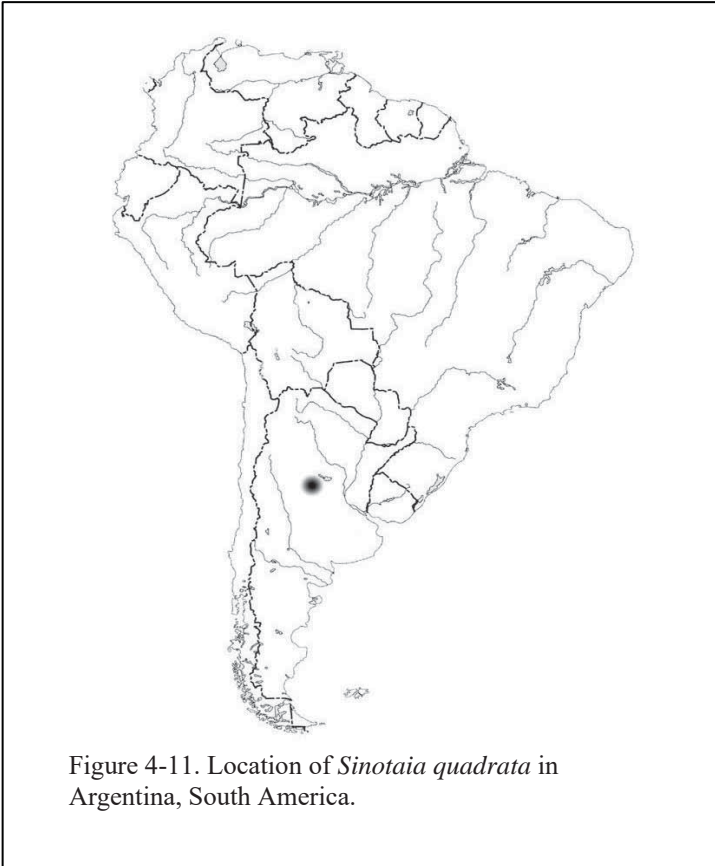 Figure 4-11. Location of Sinotaia quadrata in
Argentina, South America.